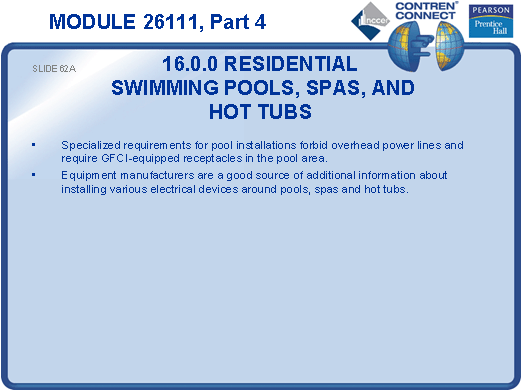 MODULE 26111, Part 4
nccer
CONTREN®
CONNECT
PEARSON
Prentice
Hall
SLIDE 62A
16.0.0 RESIDENTIAL
SWIMMING POOLS, SPAS, AND
HOT TUBS
• Specialized requirements for pool installations forbid overhead power lines and
require GFCI-equipped receptacles in the pool area.
• Equipment manufacturers are a good source of additional information about
installing various electrical devices around pools, spas and hot tubs.